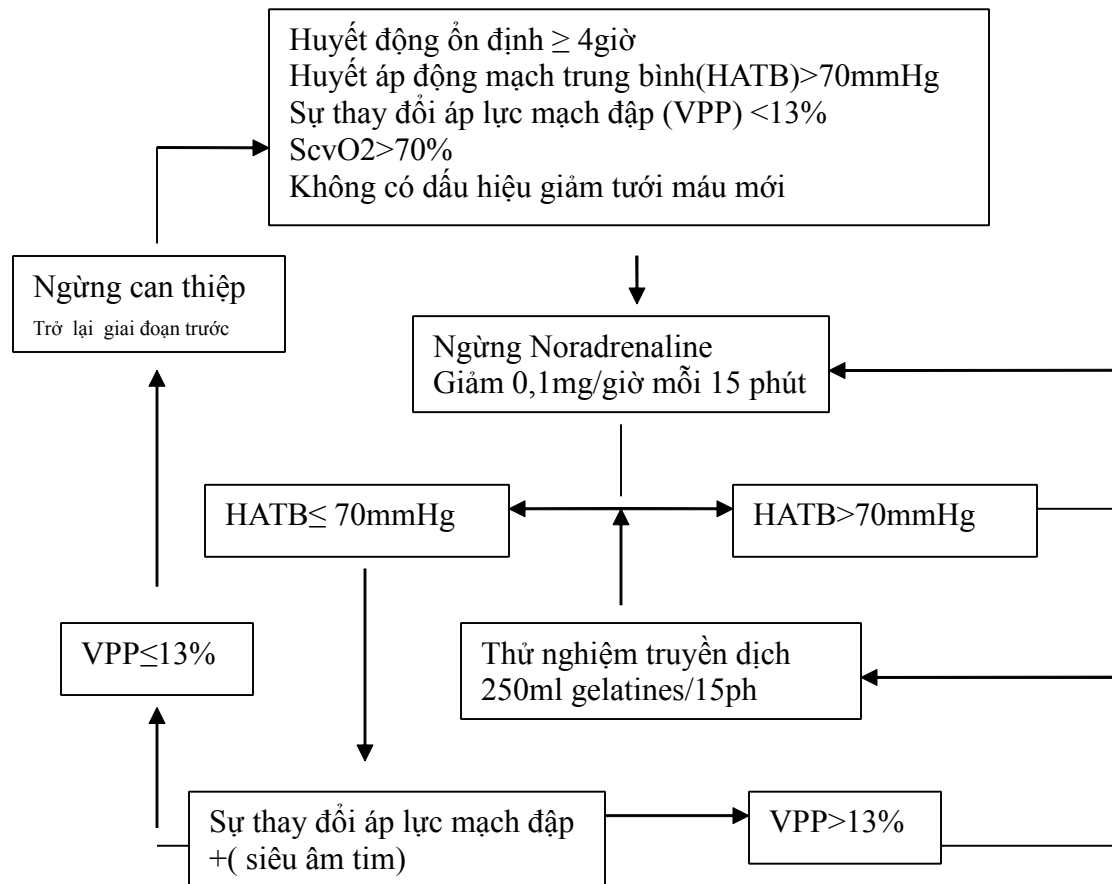 Huyết động ổn định ≥ 4giờ
Huyết áp động mạch trung bình(HATB)>70mmHg
Sự thay đổi áp lực mạch đập (VPP) <13%
ScvO2>70%
Không có dấu hiệu giảm tưới máu mới
Ngừng can thiệp
Trở lại giai đoạn trước
Ngừng Noradrenaline
Giảm 0,1mg/giờ mỗi 15 phút
HATB≤ 70mmHg
HATB>70mmHg
VPP≤13%
Thử nghiệm truyền dịch
250ml gelatines/15ph
Sự thay đổi áp lực mạch đập
+( siêu âm tim)
VPP>13%